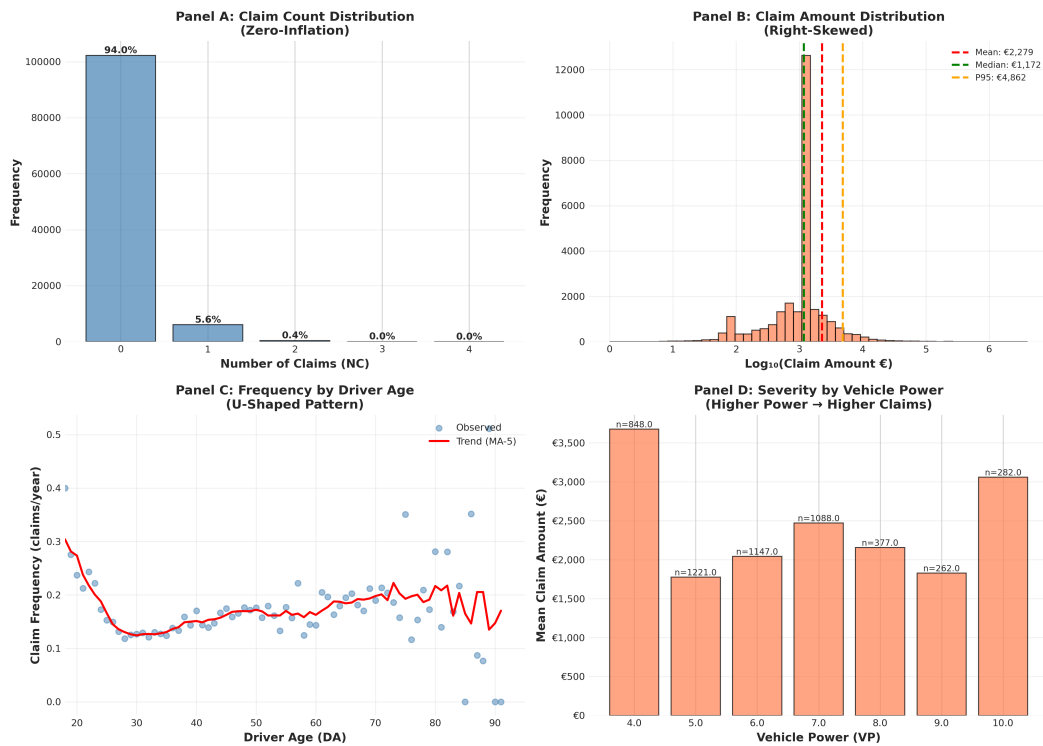 Panel A: Claim Count Distribution
(Zero-Inflation)
94.0%
5.6%
0.4%
0.0%
0.0%
100000
80000
60000
40000
20000
0
Frequency
0 1 2 3 4
Number of Claims (NC)
Panel B: Claim Amount Distribution
(Right-Skewed)
Mean: €2,279
Median: €1,172
P95: €4,862
12000
10000
8000
6000
4000
2000
0
Frequency
0 1 2 3 4 5 6
Log₁₀(Claim Amount €)
Panel C: Frequency by Driver Age
(U-Shaped Pattern)
Observed
Trend (MA-5)
0.5
0.4
0.3
0.2
0.1
0.0
Claim Frequency (claims/year)
20 30 40 50 60 70 80 90
Driver Age (DA)
Panel D: Severity by Vehicle Power
(Higher Power → Higher Claims)
n=848.0
n=1221.0
n=1147.0
n=1088.0
n=377.0
n=262.0
n=282.0
€3,500
€3,000
€2,500
€2,000
€1,500
€1,000
€500
€0
Mean Claim Amount (€)
4.0 5.0 6.0 7.0 8.0 9.0 10.0
Vehicle Power (VP)